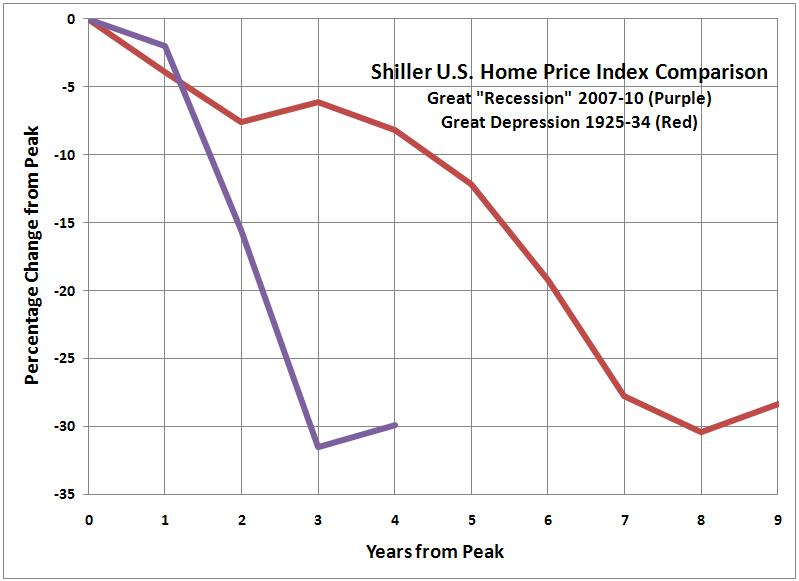 Shiller U.S. Home Price Index Comparison
Great "Recession" 2007-10 (Purple)
Great Depression 1925-34 (Red)
Percentage Change from Peak
0
-5
-10
-15
-20
-25
-30
-35
0 1 2 3 4 5 6 7 8 9
Years from Peak